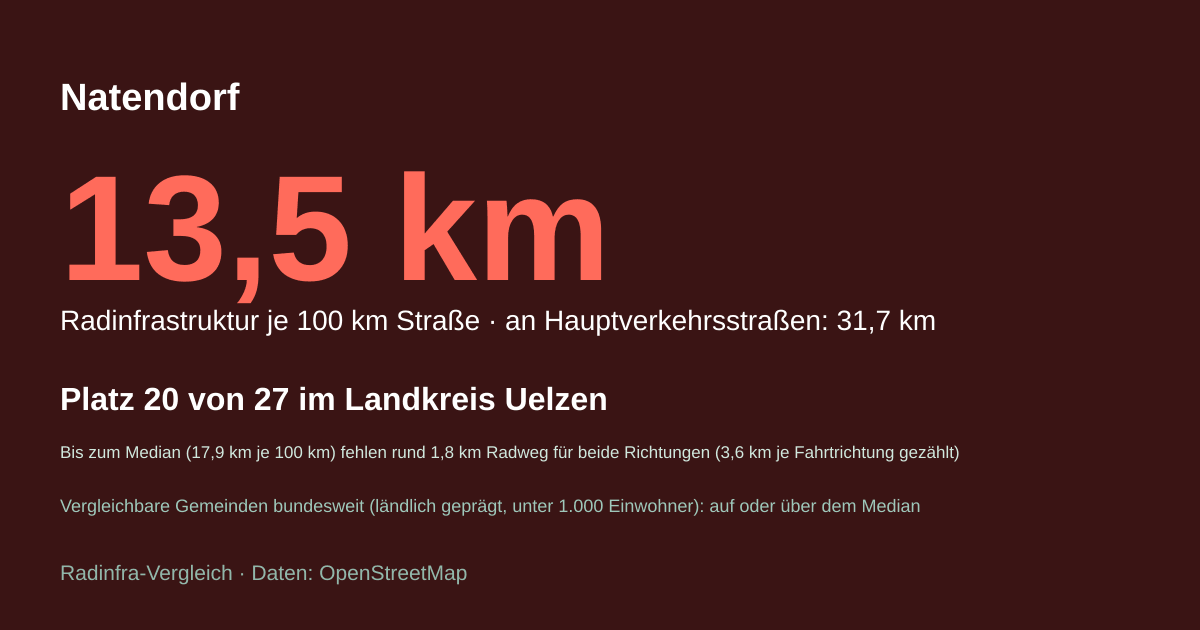 Natendorf
13,5 km
Radinfrastruktur je 100 km Straße · an Hauptverkehrsstraßen: 31,7 km
Platz 20 von 27 im Landkreis Uelzen
Bis zum Median (17,9 km je 100 km) fehlen rund 1,8 km Radweg für beide Richtungen (3,6 km je Fahrtrichtung gezählt)
Vergleichbare Gemeinden bundesweit (ländlich geprägt, unter 1.000 Einwohner): auf oder über dem Median
Radinfra-Vergleich · Daten: OpenStreetMap